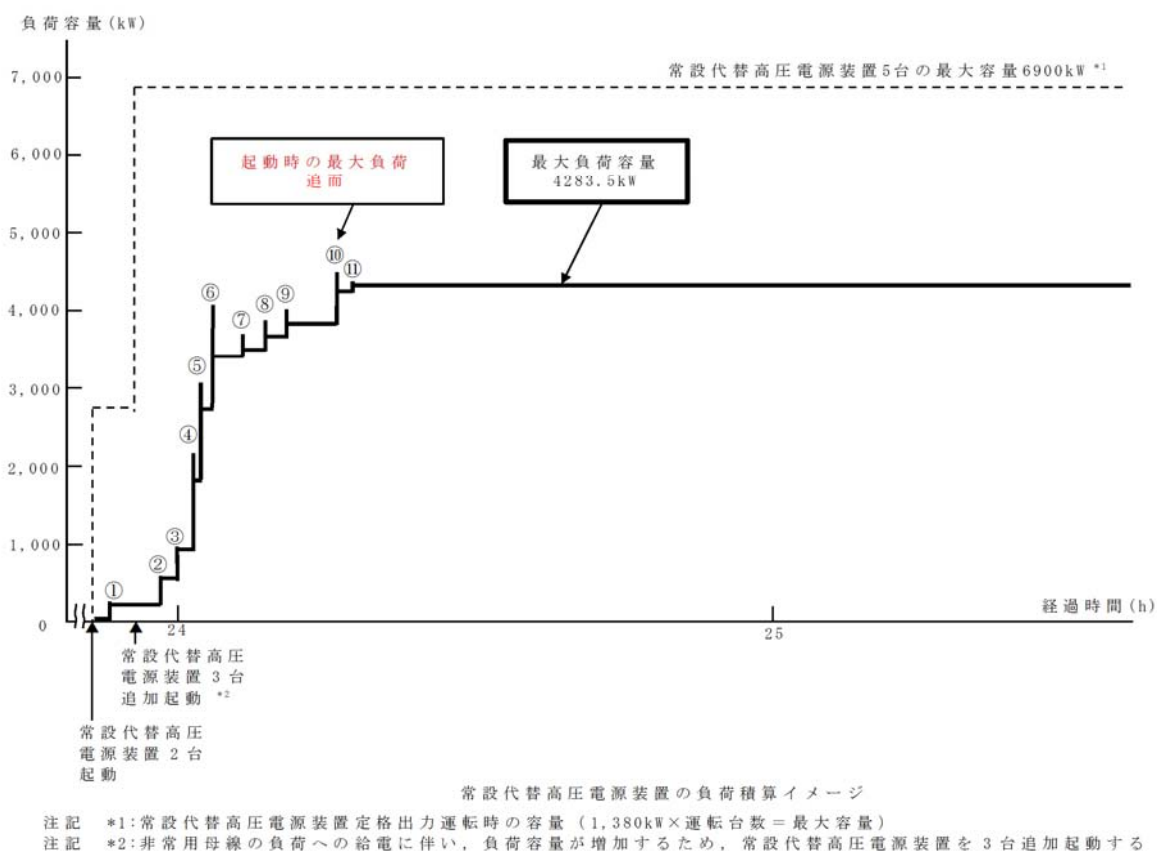 負荷容量(kW)
7,000
6,000
5,000
4,000
3,000
2,000
1,000
0
常設代替高圧電源装置5台の最大容量6900kW *1
起動時の最大負荷
追而
最大負荷容量
4283.5kW
①
②
③
④
⑤
⑥
⑦
⑧
⑨
⑩
⑪
24
25
経過時間(h)
常設代替高圧
電源装置3台
追加起動 *2
常設代替高圧
電源装置2台
起動
常設代替高圧電源装置の負荷積算イメージ
注記 *1:常設代替高圧電源装置定格出力運転時の容量 (1,380kW×運転台数=最大容量)
注記 *2:非常用母線の負荷への給電に伴い,負荷容量が増加するため,常設代替高圧電源装置を3台追加起動する